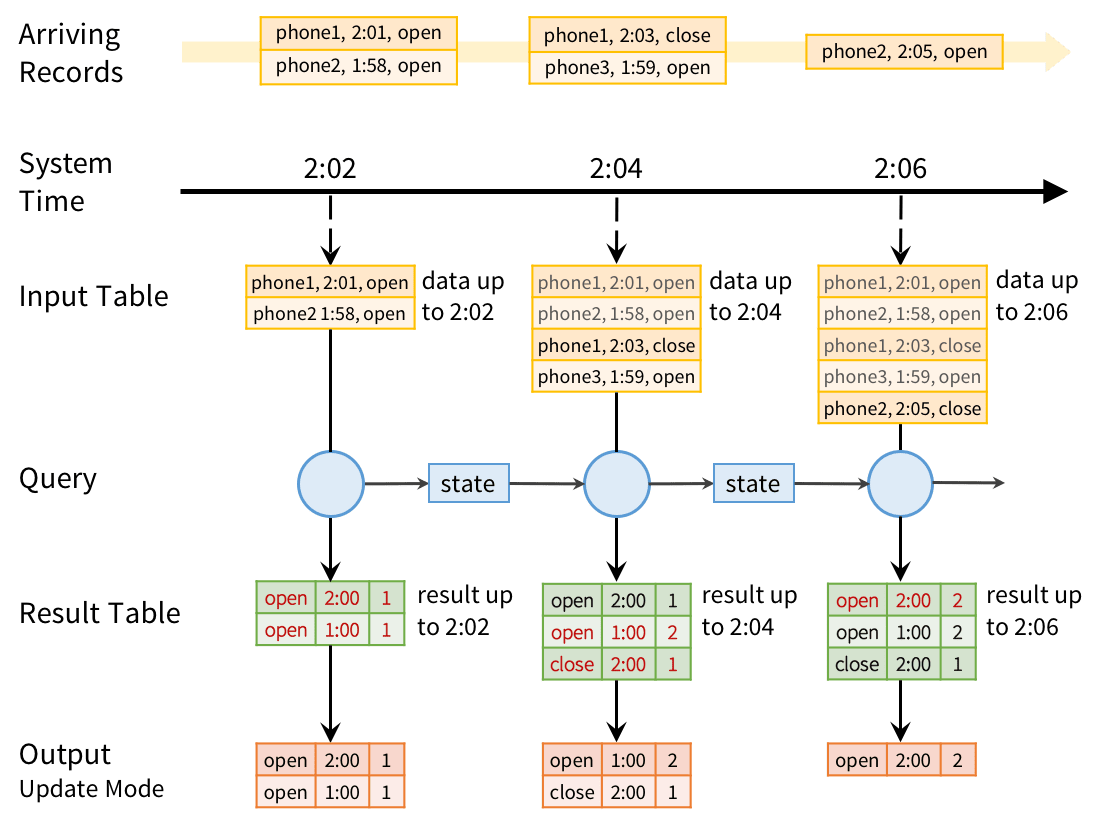 Arriving
Records
phone1, 2:01, open
phone2, 1:58, open
phone1, 2:03, close
phone3, 1:59, open
phone2, 2:05, open
System
Time
2:02
2:04
2:06
Input Table
phone1, 2:01, open
phone2 1:58, open
data up
to 2:02
phone1, 2:01, open
phone2, 1:58, open
phone1, 2:03, close
phone3, 1:59, open
data up
to 2:04
phone1, 2:01, open
phone2, 1:58, open
phone1, 2:03, close
phone3, 1:59, open
phone2, 2:05, close
data up
to 2:06
Query
state
state
Result Table
open 2:00 1
open 1:00 1
result up
to 2:02
open 2:00 1
open 1:00 2
close 2:00 1
result up
to 2:04
open 2:00 2
open 1:00 2
close 2:00 1
result up
to 2:06
Output
Update Mode
open 2:00 1
open 1:00 1
open 1:00 2
close 2:00 1
open 2:00 2